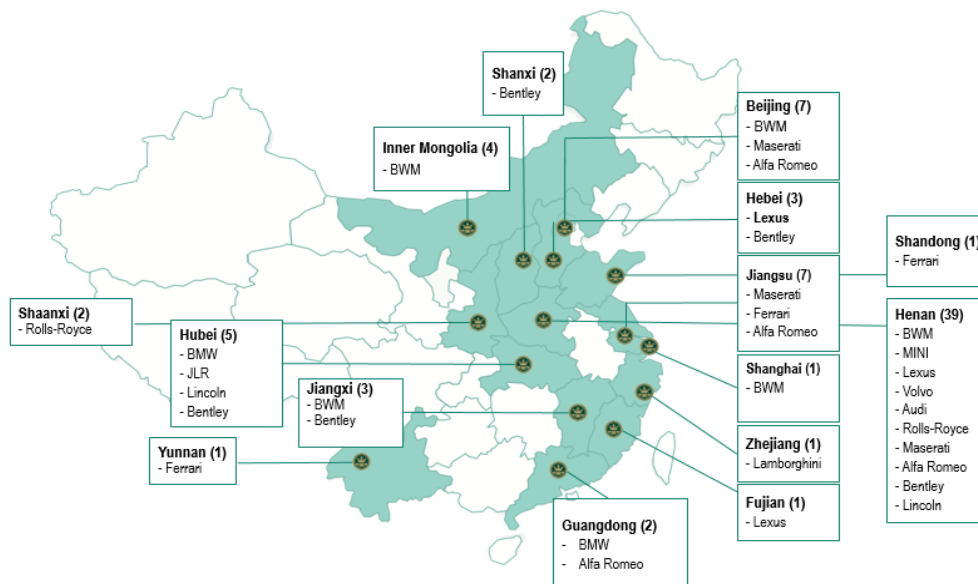 Shanxi (2)
- Bentley
Beijing (7)
- BWM
- Maserati
- Alfa Romeo
Inner Mongolia (4)
- BWM
Hebei (3)
- Lexus
- Bentley
Shandong (1)
- Ferrari
Jiangsu (7)
- Maserati
- Ferrari
- Alfa Romeo
Shaanxi (2)
- Rolls-Royce
Henan (39)
- BWM
- MINI
- Lexus
- Volvo
- Audi
- Rolls-Royce
- Maserati
- Alfa Romeo
- Bentley
- Lincoln
Hubei (5)
- BMW
- JLR
- Lincoln
- Bentley
Shanghai (1)
- BWM
Jiangxi (3)
- BWM
- Bentley
Zhejiang (1)
- Lamborghini
Yunnan (1)
- Ferrari
Fujian (1)
- Lexus
Guangdong (2)
- BMW
- Alfa Romeo